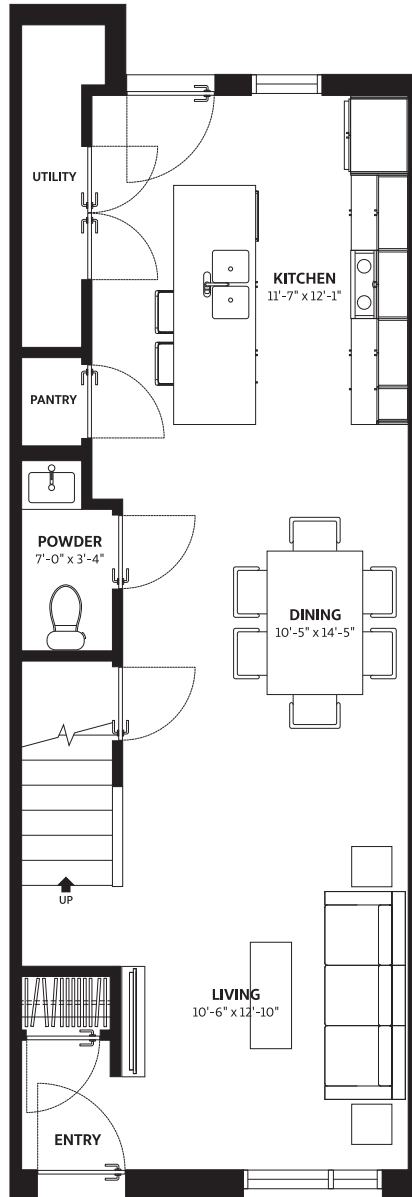 UTILITY
KITCHEN
11'-7" x 12'-1"
PANTRY
POWDER
7'-0" x 3'-4"
DINING
10'-5" x 14'-5"
UP
LIVING
10'-6" x 12'-10"
ENTRY